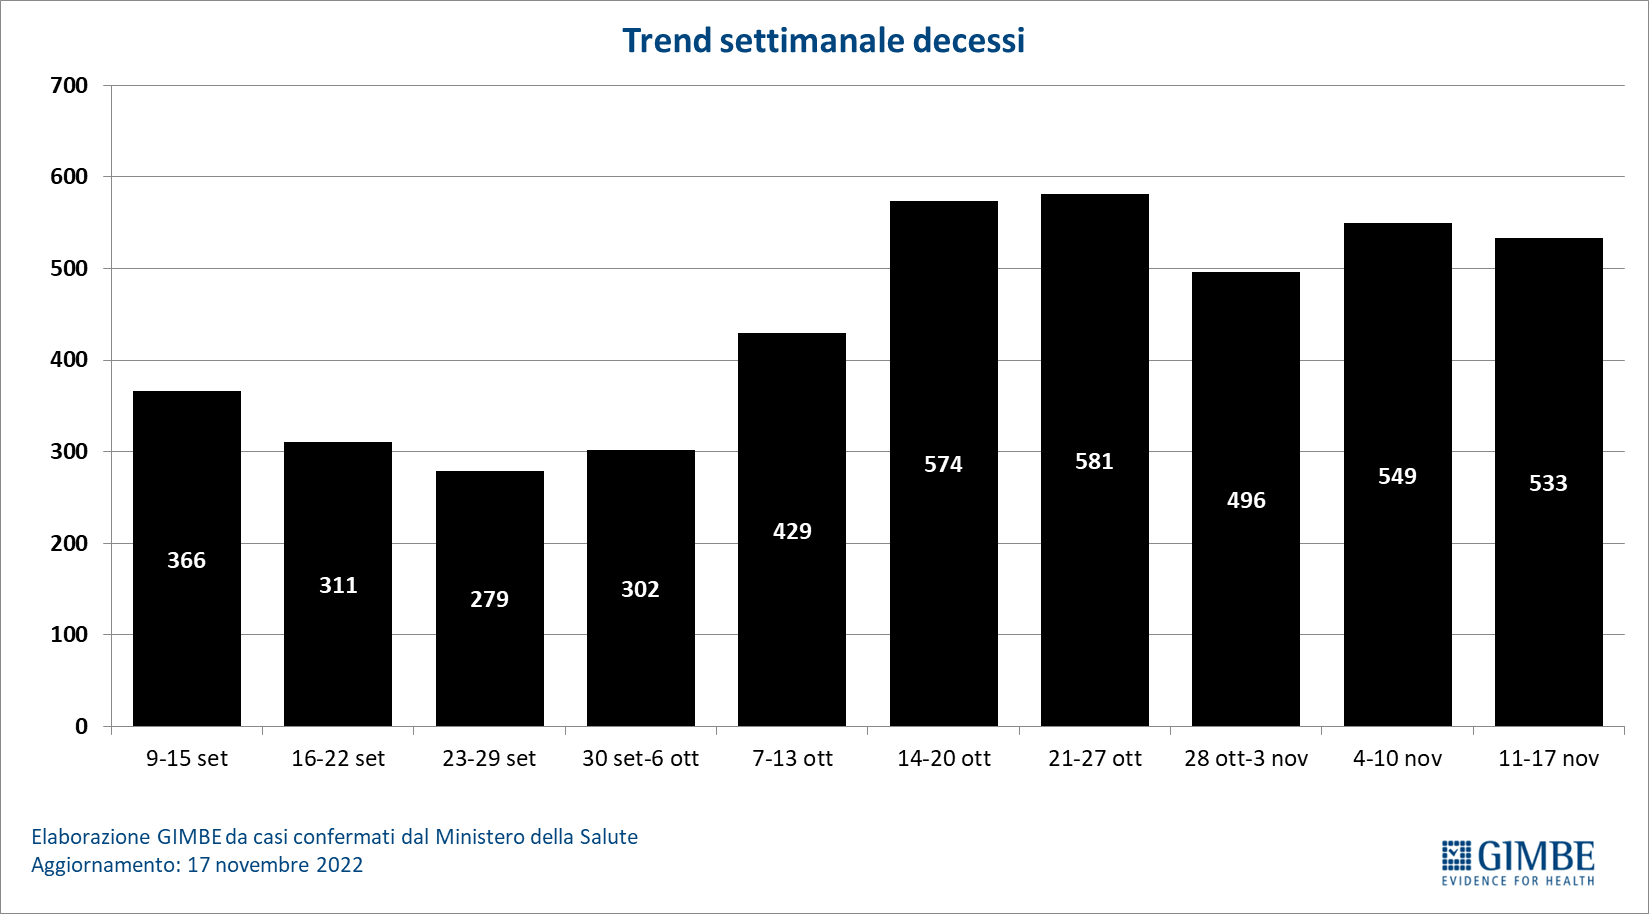 Trend settimanale decessi
700
600
500
400
300
200
100
0
366
311
279
302
429
574
581
496
549
533
9-15 set
16-22 set
23-29 set
30 set-6 ott
7-13 ott
14-20 ott
21-27 ott
28 ott-3 nov
4-10 nov
11-17 nov
Elaborazione GIMBE da casi confermati dal Ministero della Salute
Aggiornamento: 17 novembre 2022
GIMBE
EVIDENCE FOR HEALTH